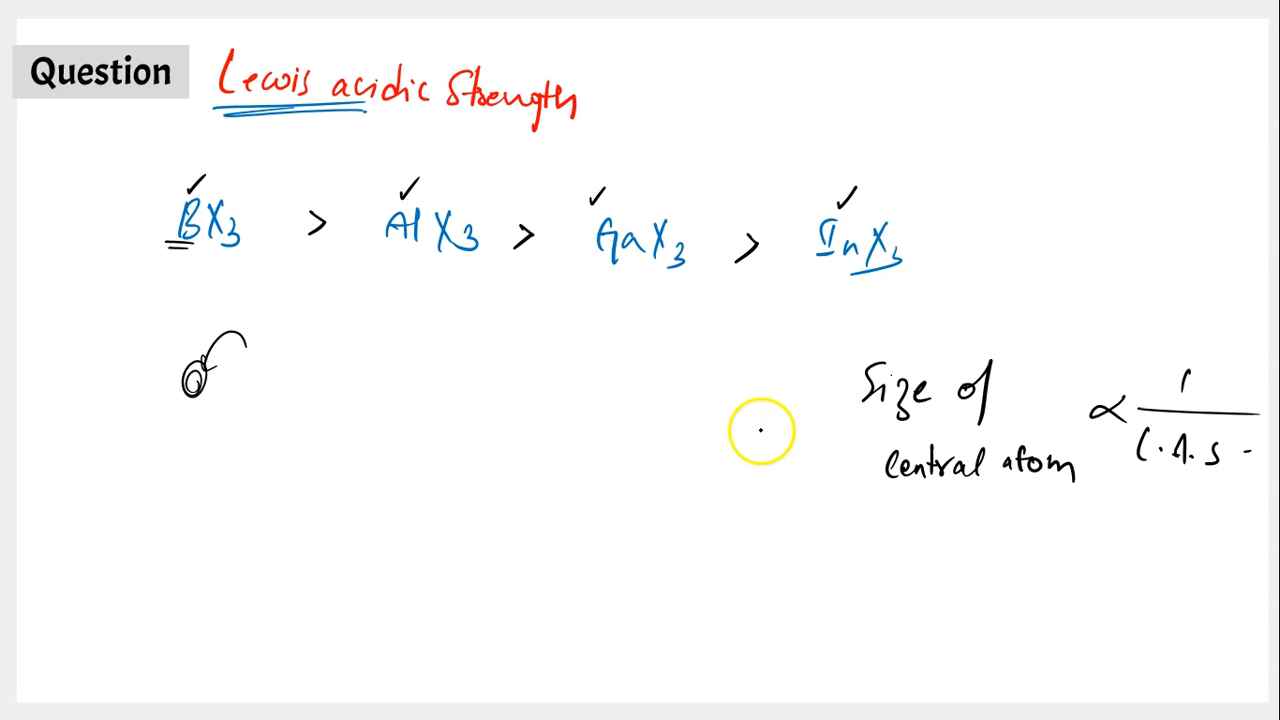 Question Lewis acidic Strength
BX3 > AlX3 > GaX3 > InX3
Size of
central atom ∝ 1 / L.A.S.